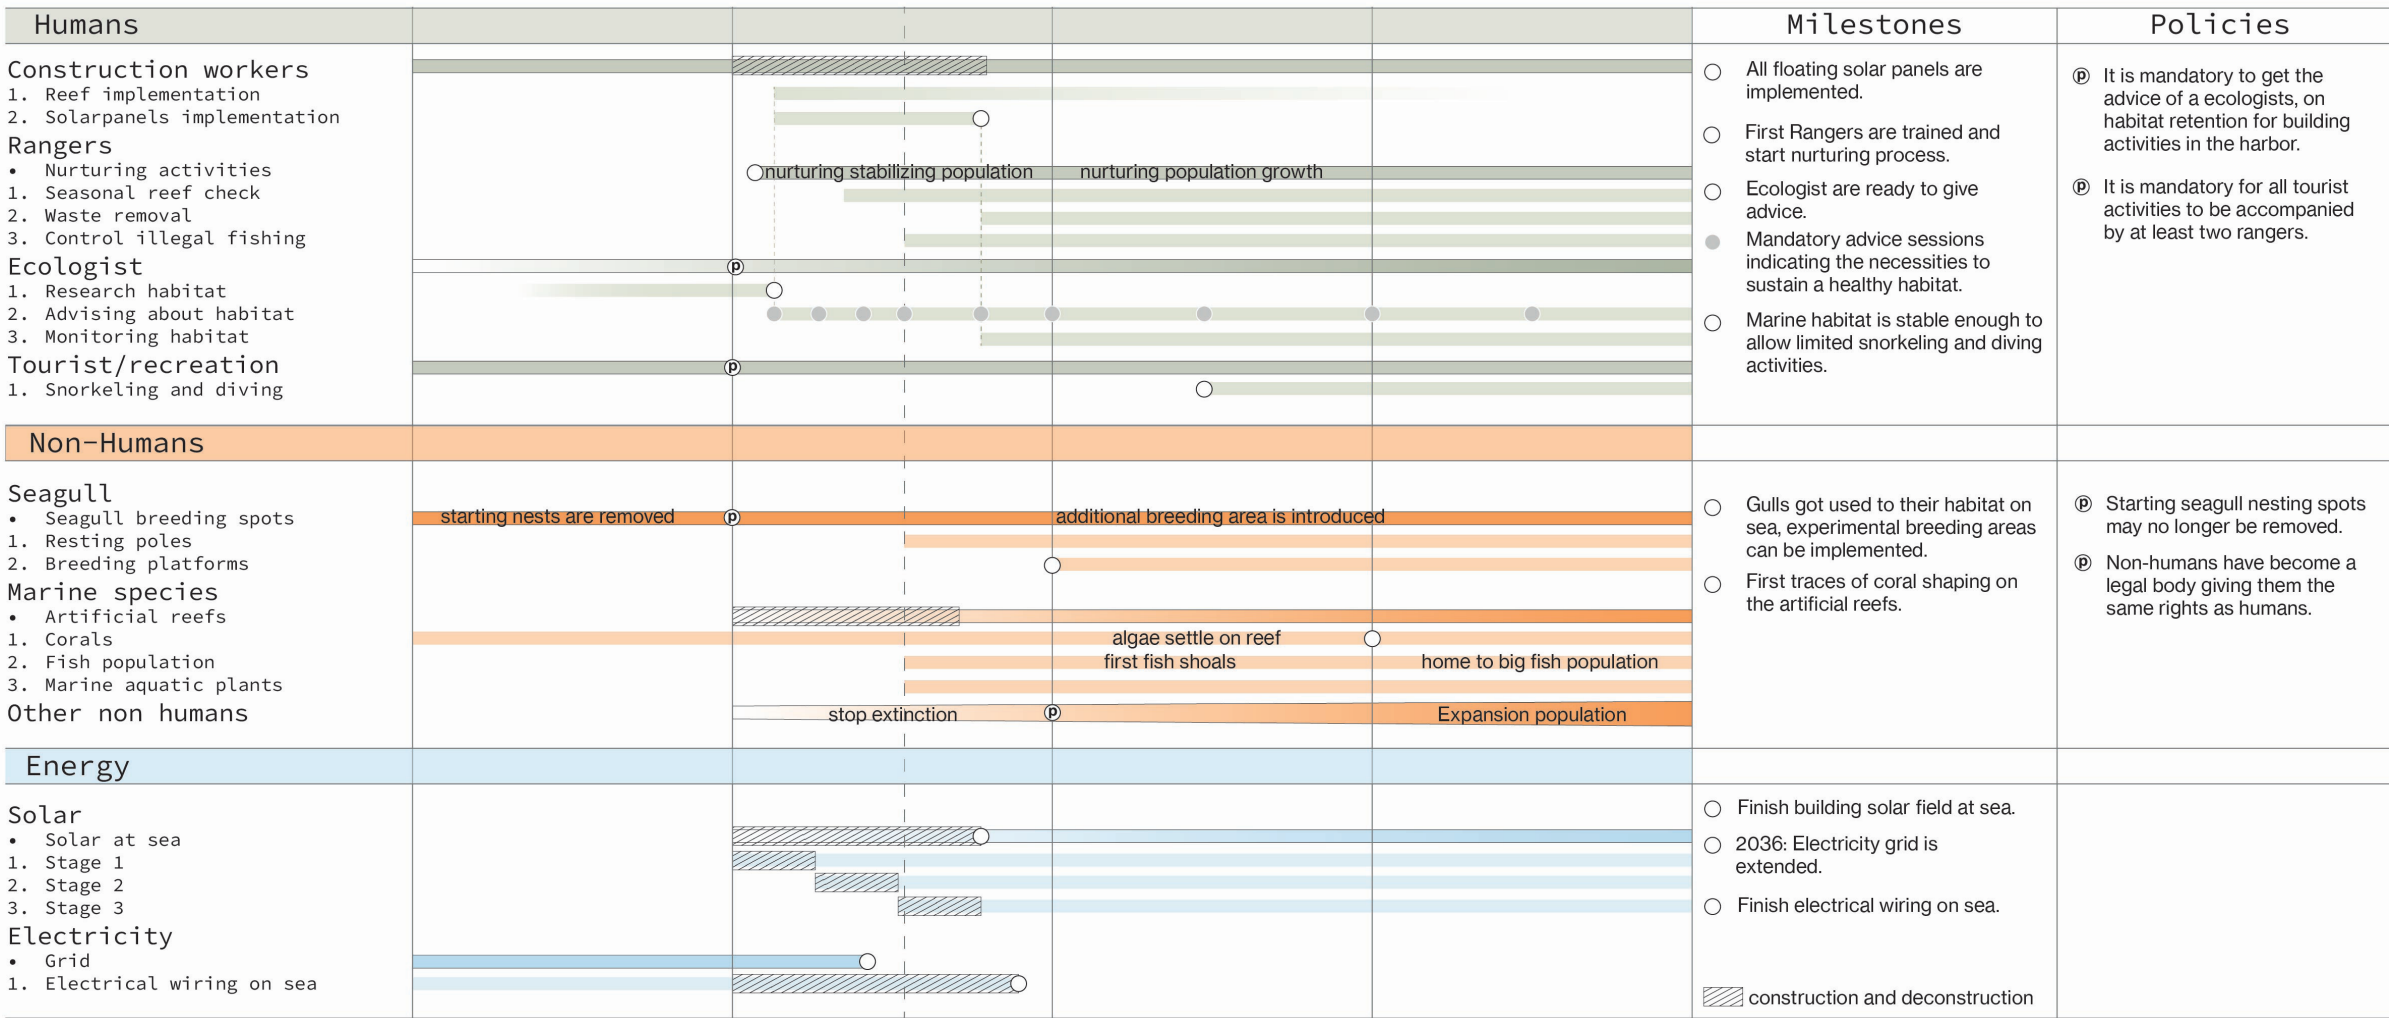 Humans
Milestones
Policies
Construction workers
1. Reef implementation
2. Solarpanels implementation
Rangers
• Nurturing activities
nurturing stabilizing population
nurturing population growth
1. Seasonal reef check
2. Waste removal
3. Control illegal fishing
Ecologist
p
1. Research habitat
2. Advising about habitat
3. Monitoring habitat
Tourist/recreation
p
1. Snorkeling and diving
All floating solar panels are
implemented.
First Rangers are trained and
start nurturing process.
Ecologist are ready to give
advice.
Mandatory advice sessions
indicating the necessities to
sustain a healthy habitat.
Marine habitat is stable enough to
allow limited snorkeling and diving
activities.
p It is mandatory to get the
advice of a ecologists, on
habitat retention for building
activities in the harbor.
p It is mandatory for all tourist
activities to be accompanied
by at least two rangers.
Non-Humans
Seagull
• Seagull breeding spots
starting nests are removed
p
additional breeding area is introduced
1. Resting poles
2. Breeding platforms
Marine species
• Artificial reefs
1. Corals
algae settle on reef
2. Fish population
first fish shoals
home to big fish population
3. Marine aquatic plants
Other non humans
stop extinction
p
Expansion population
Gulls got used to their habitat on
sea, experimental breeding areas
can be implemented.
First traces of coral shaping on
the artificial reefs.
p Starting seagull nesting spots
may no longer be removed.
p Non-humans have become a
legal body giving them the
same rights as humans.
Energy
Solar
• Solar at sea
1. Stage 1
2. Stage 2
3. Stage 3
Electricity
• Grid
1. Electrical wiring on sea
Finish building solar field at sea.
2036: Electricity grid is
extended.
Finish electrical wiring on sea.
construction and deconstruction